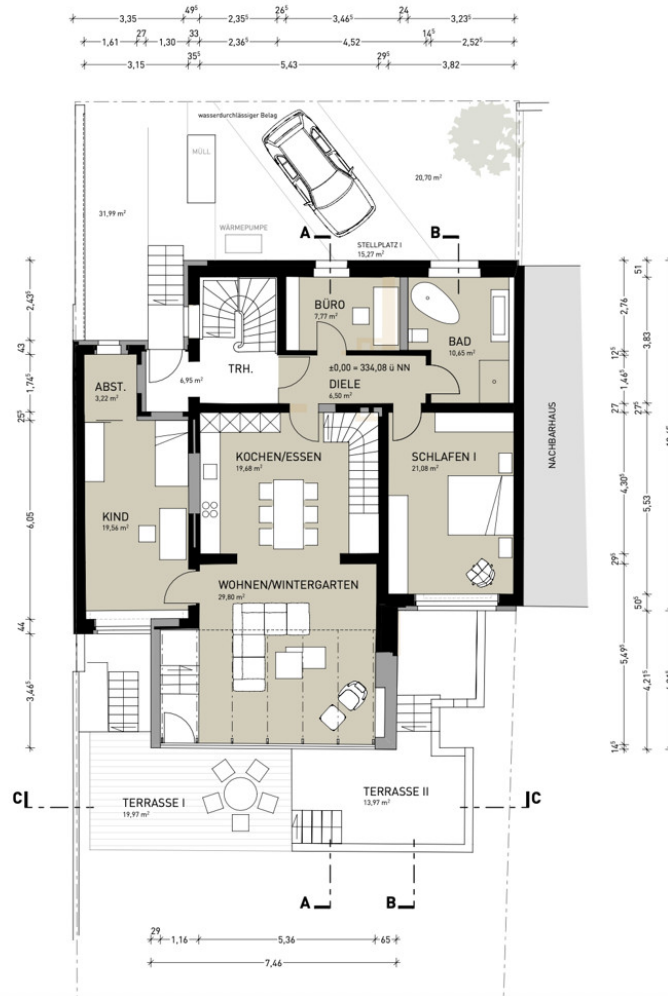 3,35 49⁵ 2,35 26⁵ 3,46⁵ 24 3,23⁵
1,61 27 1,30 33 2,36⁵ 4,52 14⁵ 2,52⁵
3,15 35⁵ 5,43 29⁵ 3,82
wasserdurchlässiger Belag
MÜLL
20,70 m²
31,99 m²
WÄRMEPUMPE
A
B
STELLPLATZ I
15,27 m²
BÜRO
7,77 m²
BAD
10,65 m²
TRH.
6,95 m²
±0,00 = 334,08 ü NN
DIELE
6,50 m²
ABST.
3,22 m²
KOCHEN/ESSEN
19,68 m²
SCHLAFEN I
21,08 m²
NACHBARHAUS
KIND
19,56 m²
WOHNEN/WINTERGARTEN
29,80 m²
TERRASSE I
19,97 m²
TERRASSE II
13,97 m²
C
C
A
B
2,43⁵
43
1,74⁵
25⁵
6,05
44
3,46⁵
2,76
12⁵
1,46⁵
27
4,30⁵
29⁵
5,49⁵
14⁵
51
3,83
27⁵
5,53
50⁵
4,21⁵
29 1,16 5,36 65
7,46